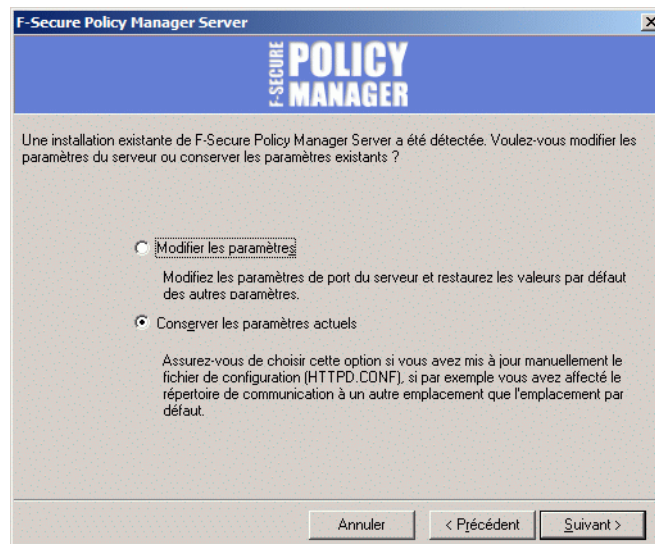 F-Secure Policy Manager Server
F-SECURE
POLICY
MANAGER
Une installation existante de F-Secure Policy Manager Server a été détectée. Voulez-vous modifier les
paramètres du serveur ou conserver les paramètres existants ?
Modifier les paramètres
Modifiez les paramètres de port du serveur et restaurez les valeurs par défaut
des autres paramètres.
Conserver les paramètres actuels
Assurez-vous de choisir cette option si vous avez mis à jour manuellement le
fichier de configuration (HTTPD.CONF), si par exemple vous avez affecté le
répertoire de communication à un autre emplacement que l'emplacement par
défaut.
Annuler
< Précédent
Suivant >